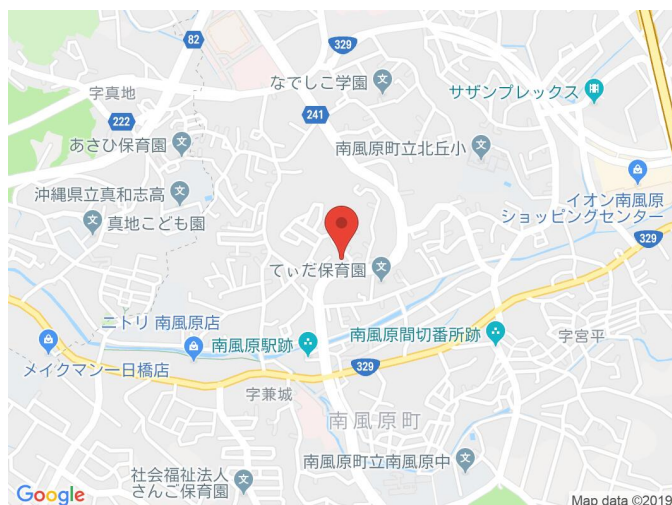 329
82
なでしこ学園
字真地
サザンプレックス
241
222
あさひ保育園
南風原町立北丘小
沖縄県立真和志高
真地こども園
イオン南風原
ショッピングセンター
329
てぃだ保育園
ニトリ 南風原店
南風原駅跡
南風原間切番所跡
字宮平
メイクマン一日橋店
329
字兼城
南風原町
南風原町立南風原中
社会福祉法人
さんご保育園
Google
Map data ©2019